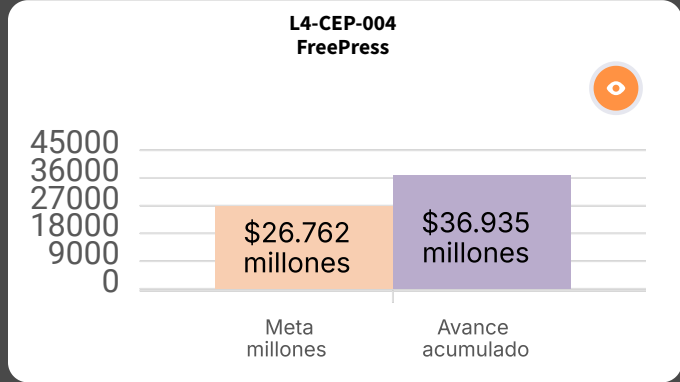 L4-CEP-004
FreePress
45000
36000
27000
18000
9000
0
$26.762
millones
$36.935
millones
Meta
millones
Avance
acumulado